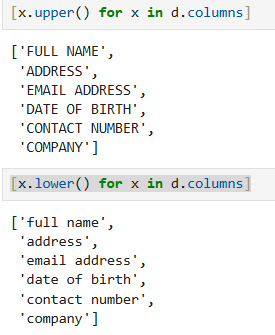 [x.upper() for x in d.columns]
['FULL NAME',
 'ADDRESS',
 'EMAIL ADDRESS',
 'DATE OF BIRTH',
 'CONTACT NUMBER',
 'COMPANY']
[x.lower() for x in d.columns]
['full name',
 'address',
 'email address',
 'date of birth',
 'contact number',
 'company']